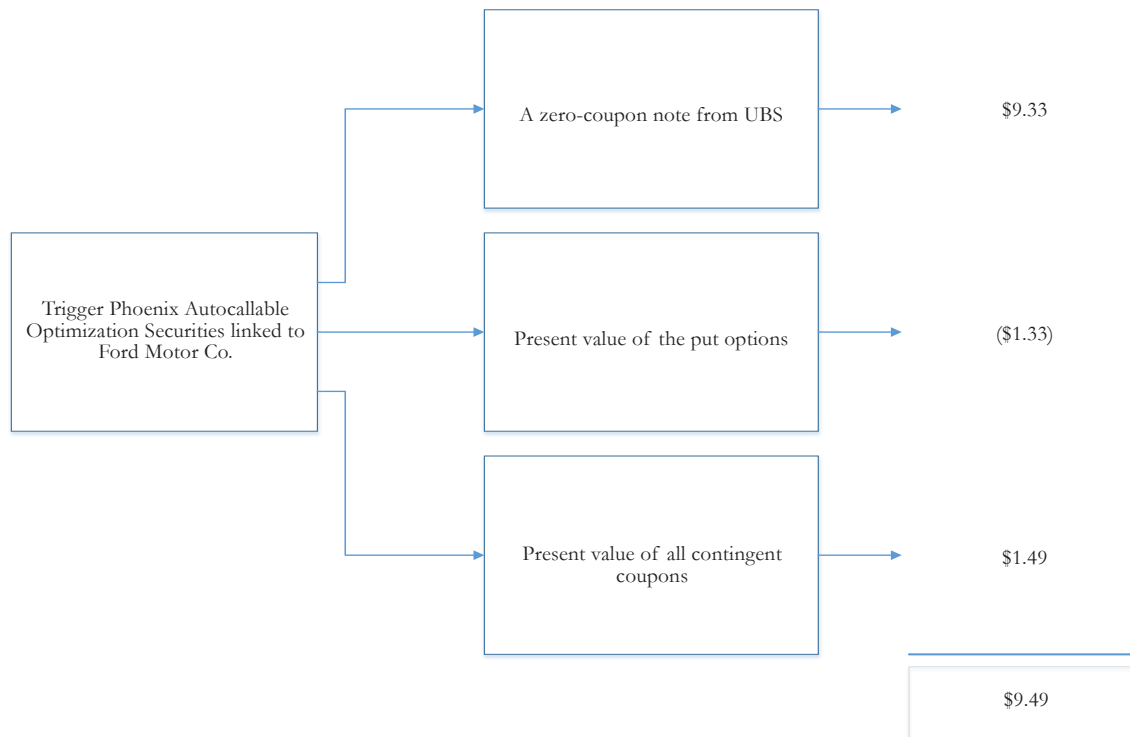 A zero-coupon note from UBS
$9.33
Trigger Phoenix Autocallable
Optimization Securities linked to
Ford Motor Co.
Present value of the put options
($1.33)
Present value of all contingent
coupons
$1.49
$9.49